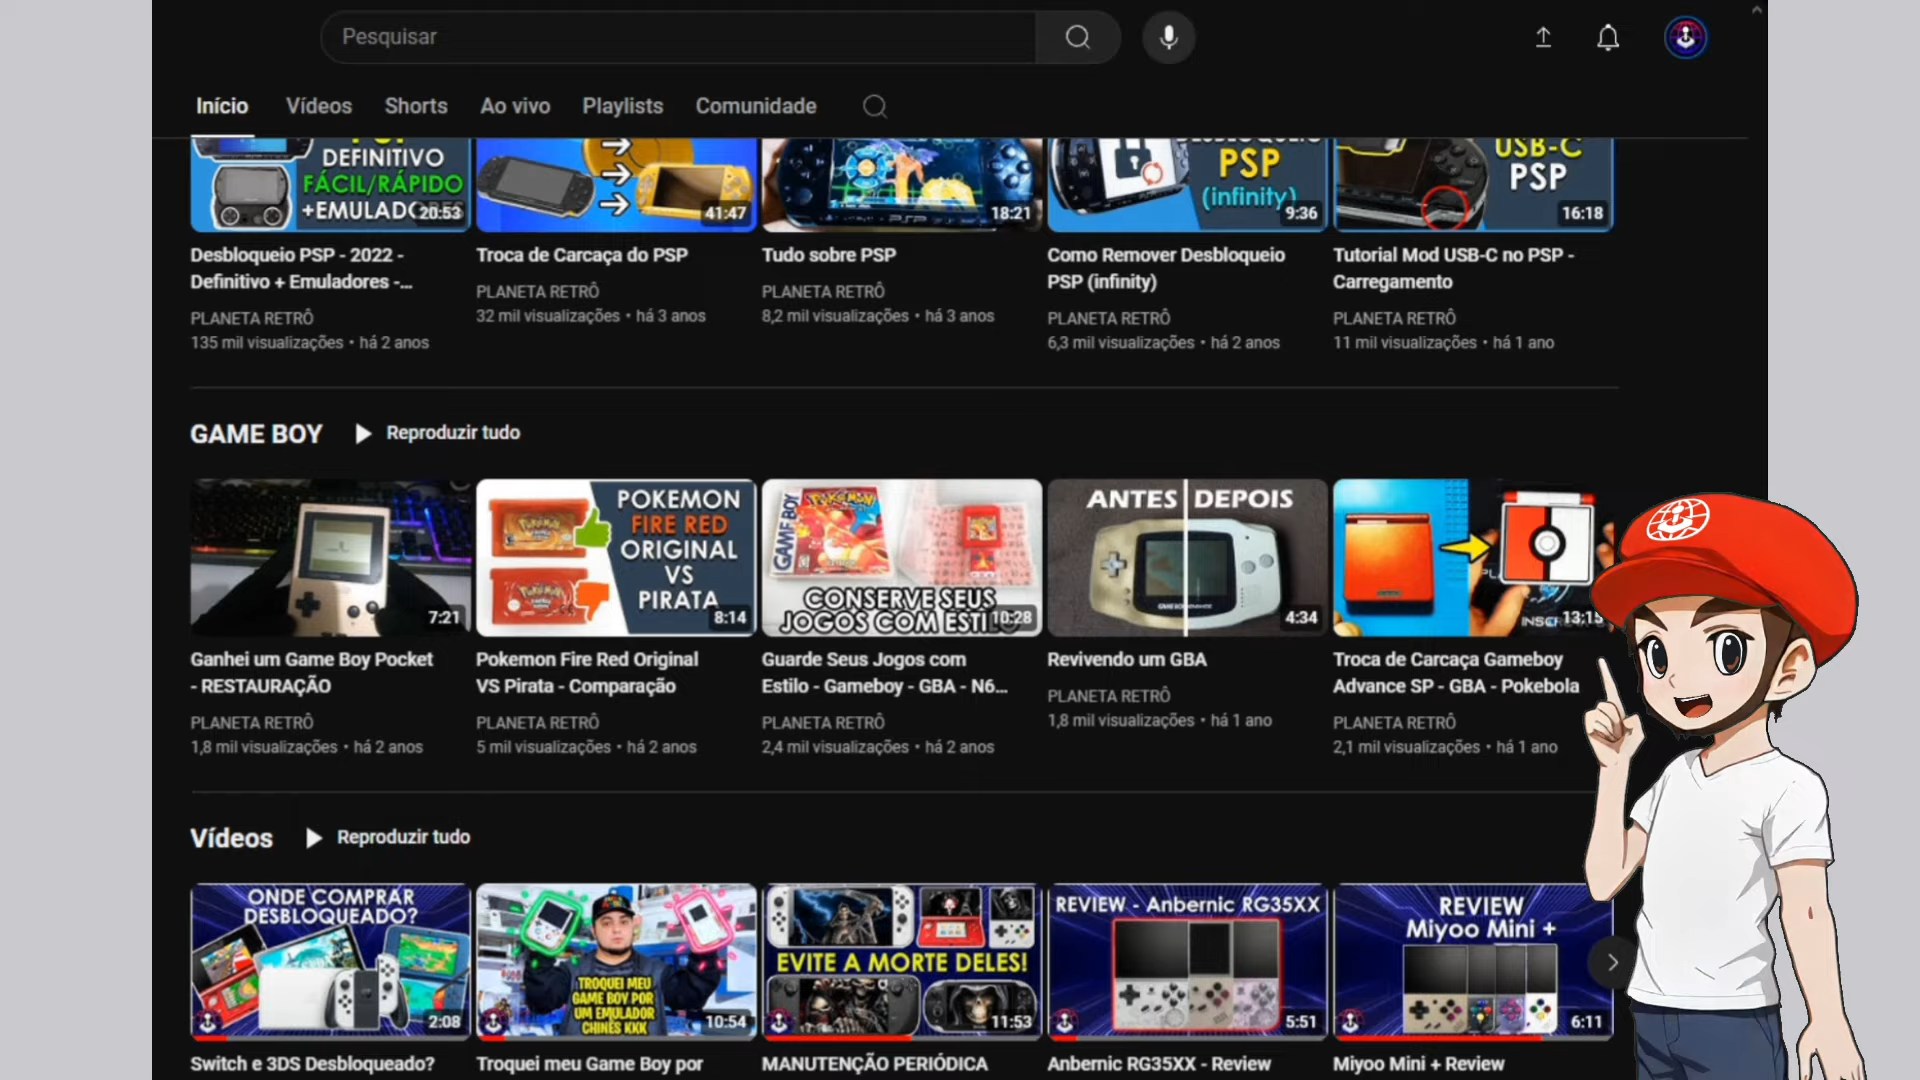 Pesquisar
Início Vídeos Shorts Ao vivo Playlists Comunidade
DEFINITIVO
FÁCIL/RÁPIDO
20:53
41:47
PSP
18:21
PSP
(infinity)
9:36
USB-C
PSP
16:18
Desbloqueio PSP - 2022 -
Definitivo + Emuladores -...
PLANETA RETRÔ
135 mil visualizações • há 2 anos
Troca de Carcaça do PSP
PLANETA RETRÔ
32 mil visualizações • há 3 anos
Tudo sobre PSP
PLANETA RETRÔ
8,2 mil visualizações • há 3 anos
Como Remover Desbloqueio
PSP (infinity)
PLANETA RETRÔ
6,3 mil visualizações • há 2 anos
Tutorial Mod USB-C no PSP -
Carregamento
PLANETA RETRÔ
11 mil visualizações • há 1 ano
GAME BOY Reproduzir tudo
7:21
POKEMON
FIRE RED
ORIGINAL
VS
PIRATA
8:14
GAME BOY
CONSERVE SEUS
JOGOS COM
10:28
ANTES DEPOIS
4:34
13:15
Ganhei um Game Boy Pocket
- RESTAURAÇÃO
PLANETA RETRÔ
1,8 mil visualizações • há 2 anos
Pokemon Fire Red Original
VS Pirata - Comparação
PLANETA RETRÔ
5 mil visualizações • há 2 anos
Guarde Seus Jogos com
Estilo - Gameboy - GBA - N6...
PLANETA RETRÔ
2,4 mil visualizações • há 2 anos
Revivendo um GBA
PLANETA RETRÔ
1,8 mil visualizações • há 1 ano
Troca de Carcaça Gameboy
Advance SP - GBA - Pokebola
PLANETA RETRÔ
2,1 mil visualizações • há 1 ano
Vídeos Reproduzir tudo
ONDE COMPRAR
DESBLOQUEADO?
2:08
TROQUEI MEU
GAME BOY POR
UM EMULADOR
CHINÊS KKK
10:54
EVITE A MORTE DELES!
11:53
REVIEW - Anbernic RG35XX
5:51
REVIEW
Miyoo Mini +
6:11
Switch e 3DS Desbloqueado?
Troquei meu Game Boy por
MANUTENÇÃO PERIÓDICA
Anbernic RG35XX - Review
Miyoo Mini + Review